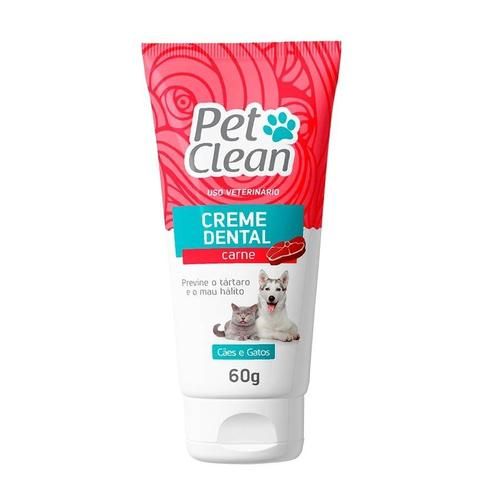 Pet
Clean
USO VETERINÁRIO
CREME
DENTAL
carne
Previne o tártaro
e o mau hálito
Cães e Gatos
60g